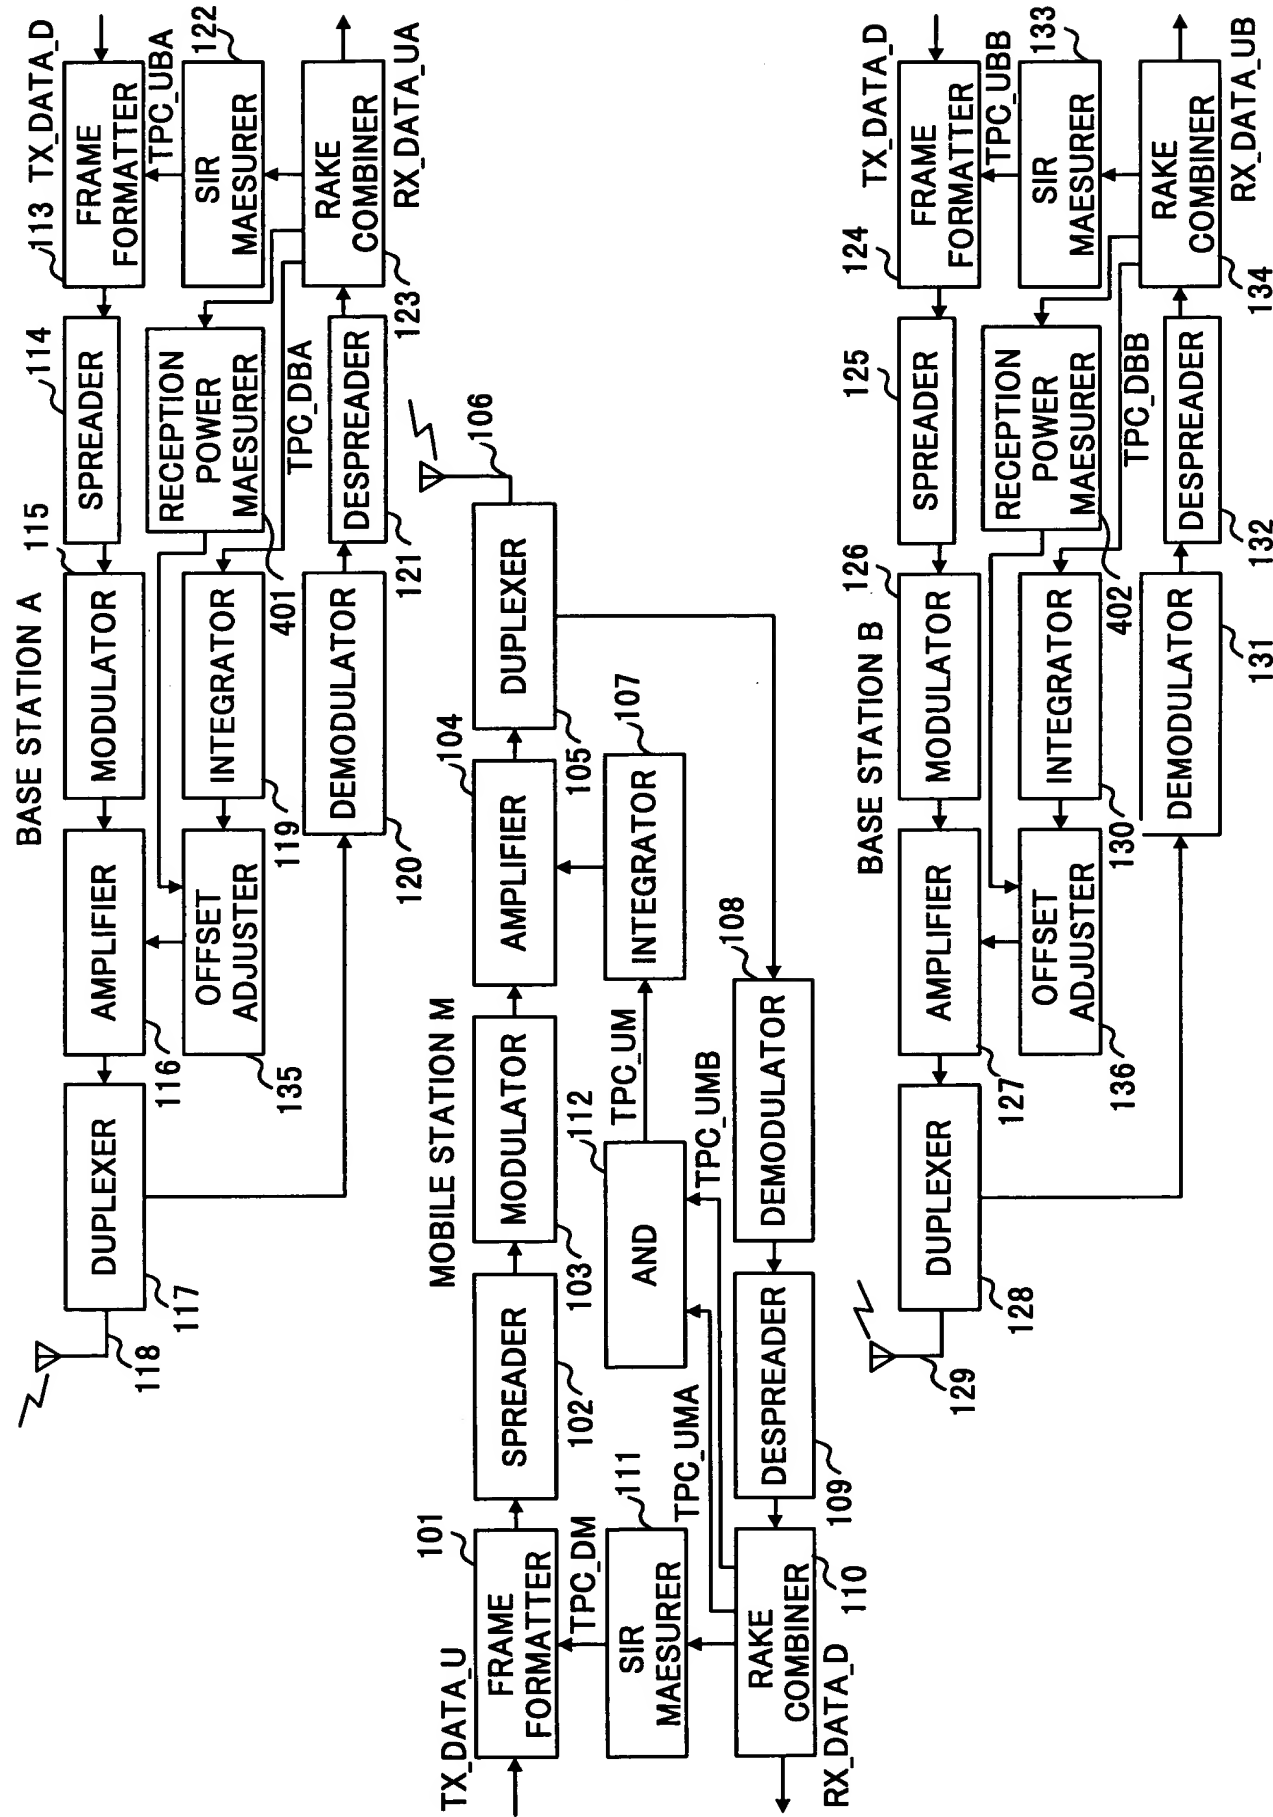 BASE STATION A
TX_DATA_D
113
FRAME
FORMATTER
114
SPREADER
115
MODULATOR
AMPLIFIER
116
DUPLEXER
117
118
TPC_UBA
122
SIR
MAESURER
RECEPTION
POWER
MAESURER
401
INTEGRATOR
119
OFFSET
ADJUSTER
135
TPC_DBA
RAKE
COMBINER
123
RX_DATA_UA
DESPREADER
121
DEMODULATOR
120
MOBILE STATION M
TX_DATA_U
101
FRAME
FORMATTER
SPREADER
102
MODULATOR
103
104
AMPLIFIER
DUPLEXER
105
106
TPC_DM
111
SIR
MAESURER
112
AND
TPC_UM
107
INTEGRATOR
TPC_UMA
TPC_UMB
108
DEMODULATOR
DESPREADER
109
RAKE
COMBINER
110
RX_DATA_D
BASE STATION B
TX_DATA_D
124
FRAME
FORMATTER
125
SPREADER
126
MODULATOR
AMPLIFIER
127
DUPLEXER
128
129
TPC_UBB
133
SIR
MAESURER
RECEPTION
POWER
MAESURER
402
INTEGRATOR
130
OFFSET
ADJUSTER
136
TPC_DBB
RAKE
COMBINER
134
RX_DATA_UB
DESPREADER
132
DEMODULATOR
131